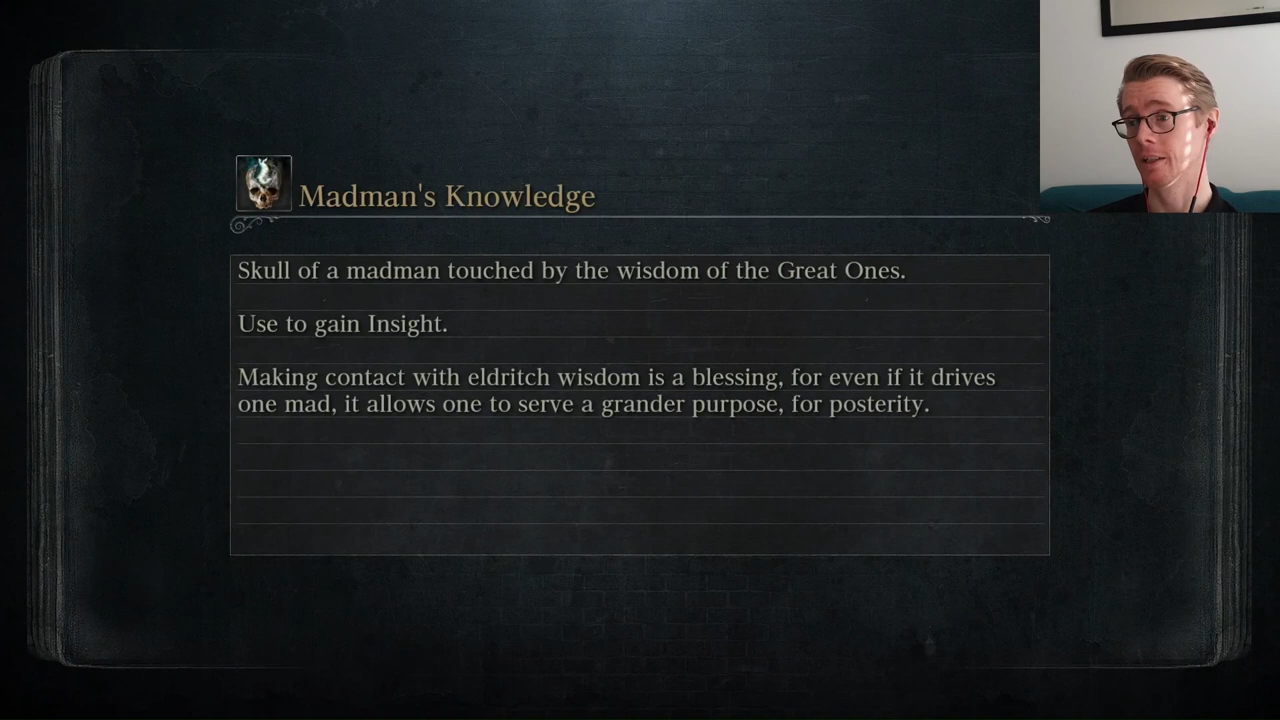 Madman's Knowledge
Skull of a madman touched by the wisdom of the Great Ones.
Use to gain Insight.
Making contact with eldritch wisdom is a blessing, for even if it drives
one mad, it allows one to serve a grander purpose, for posterity.